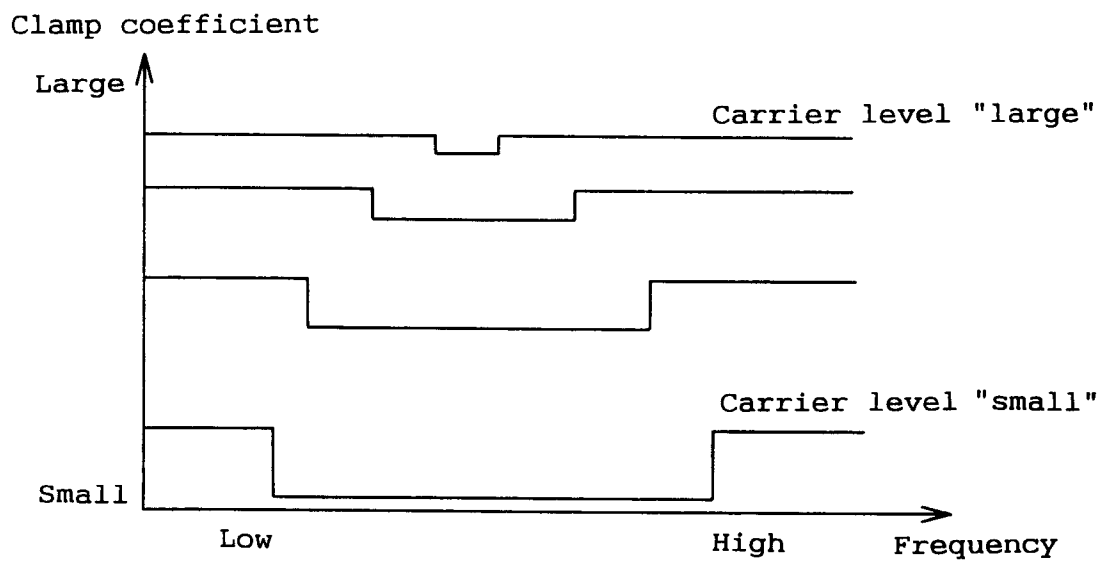 Clamp coefficient
Large
Carrier level "large"
Carrier level "small"
Small
Low
High
Frequency